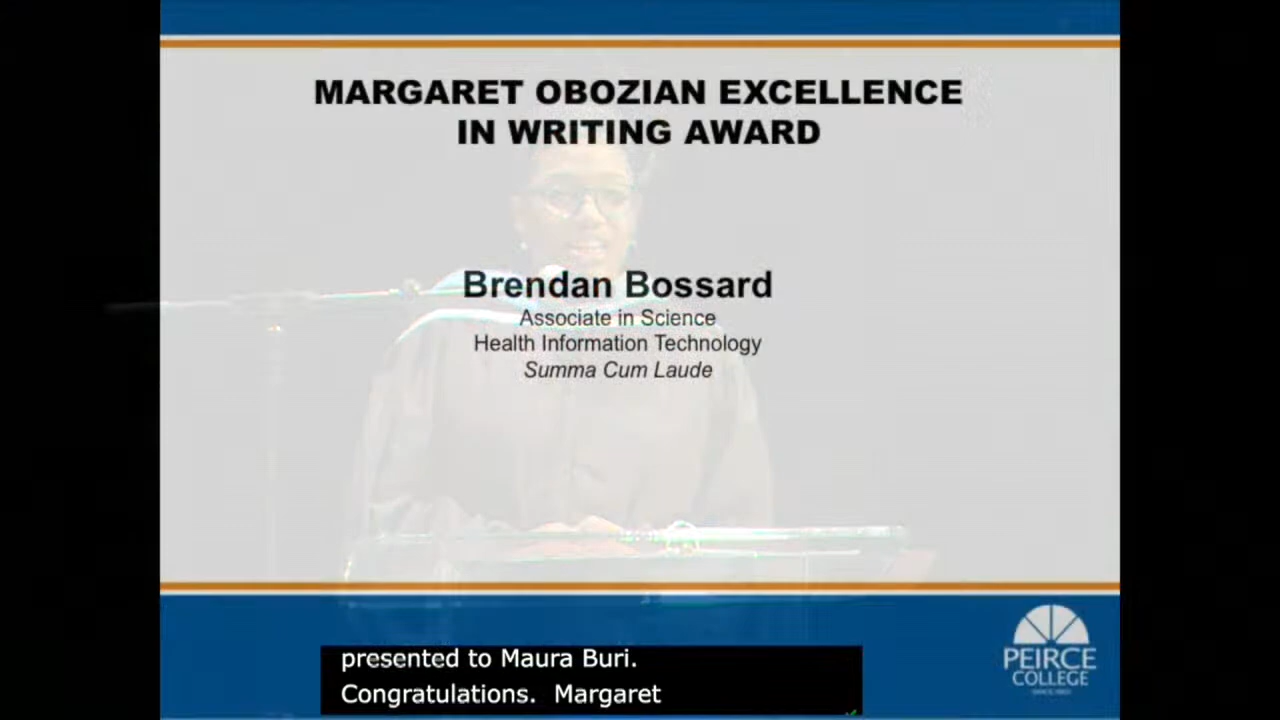 MARGARET OBOZIAN EXCELLENCE
IN WRITING AWARD
Brendan Bossard
Associate in Science
Health Information Technology
Summa Cum Laude
presented to Maura Buri.
Congratulations. Margaret
PEIRCE
COLLEGE